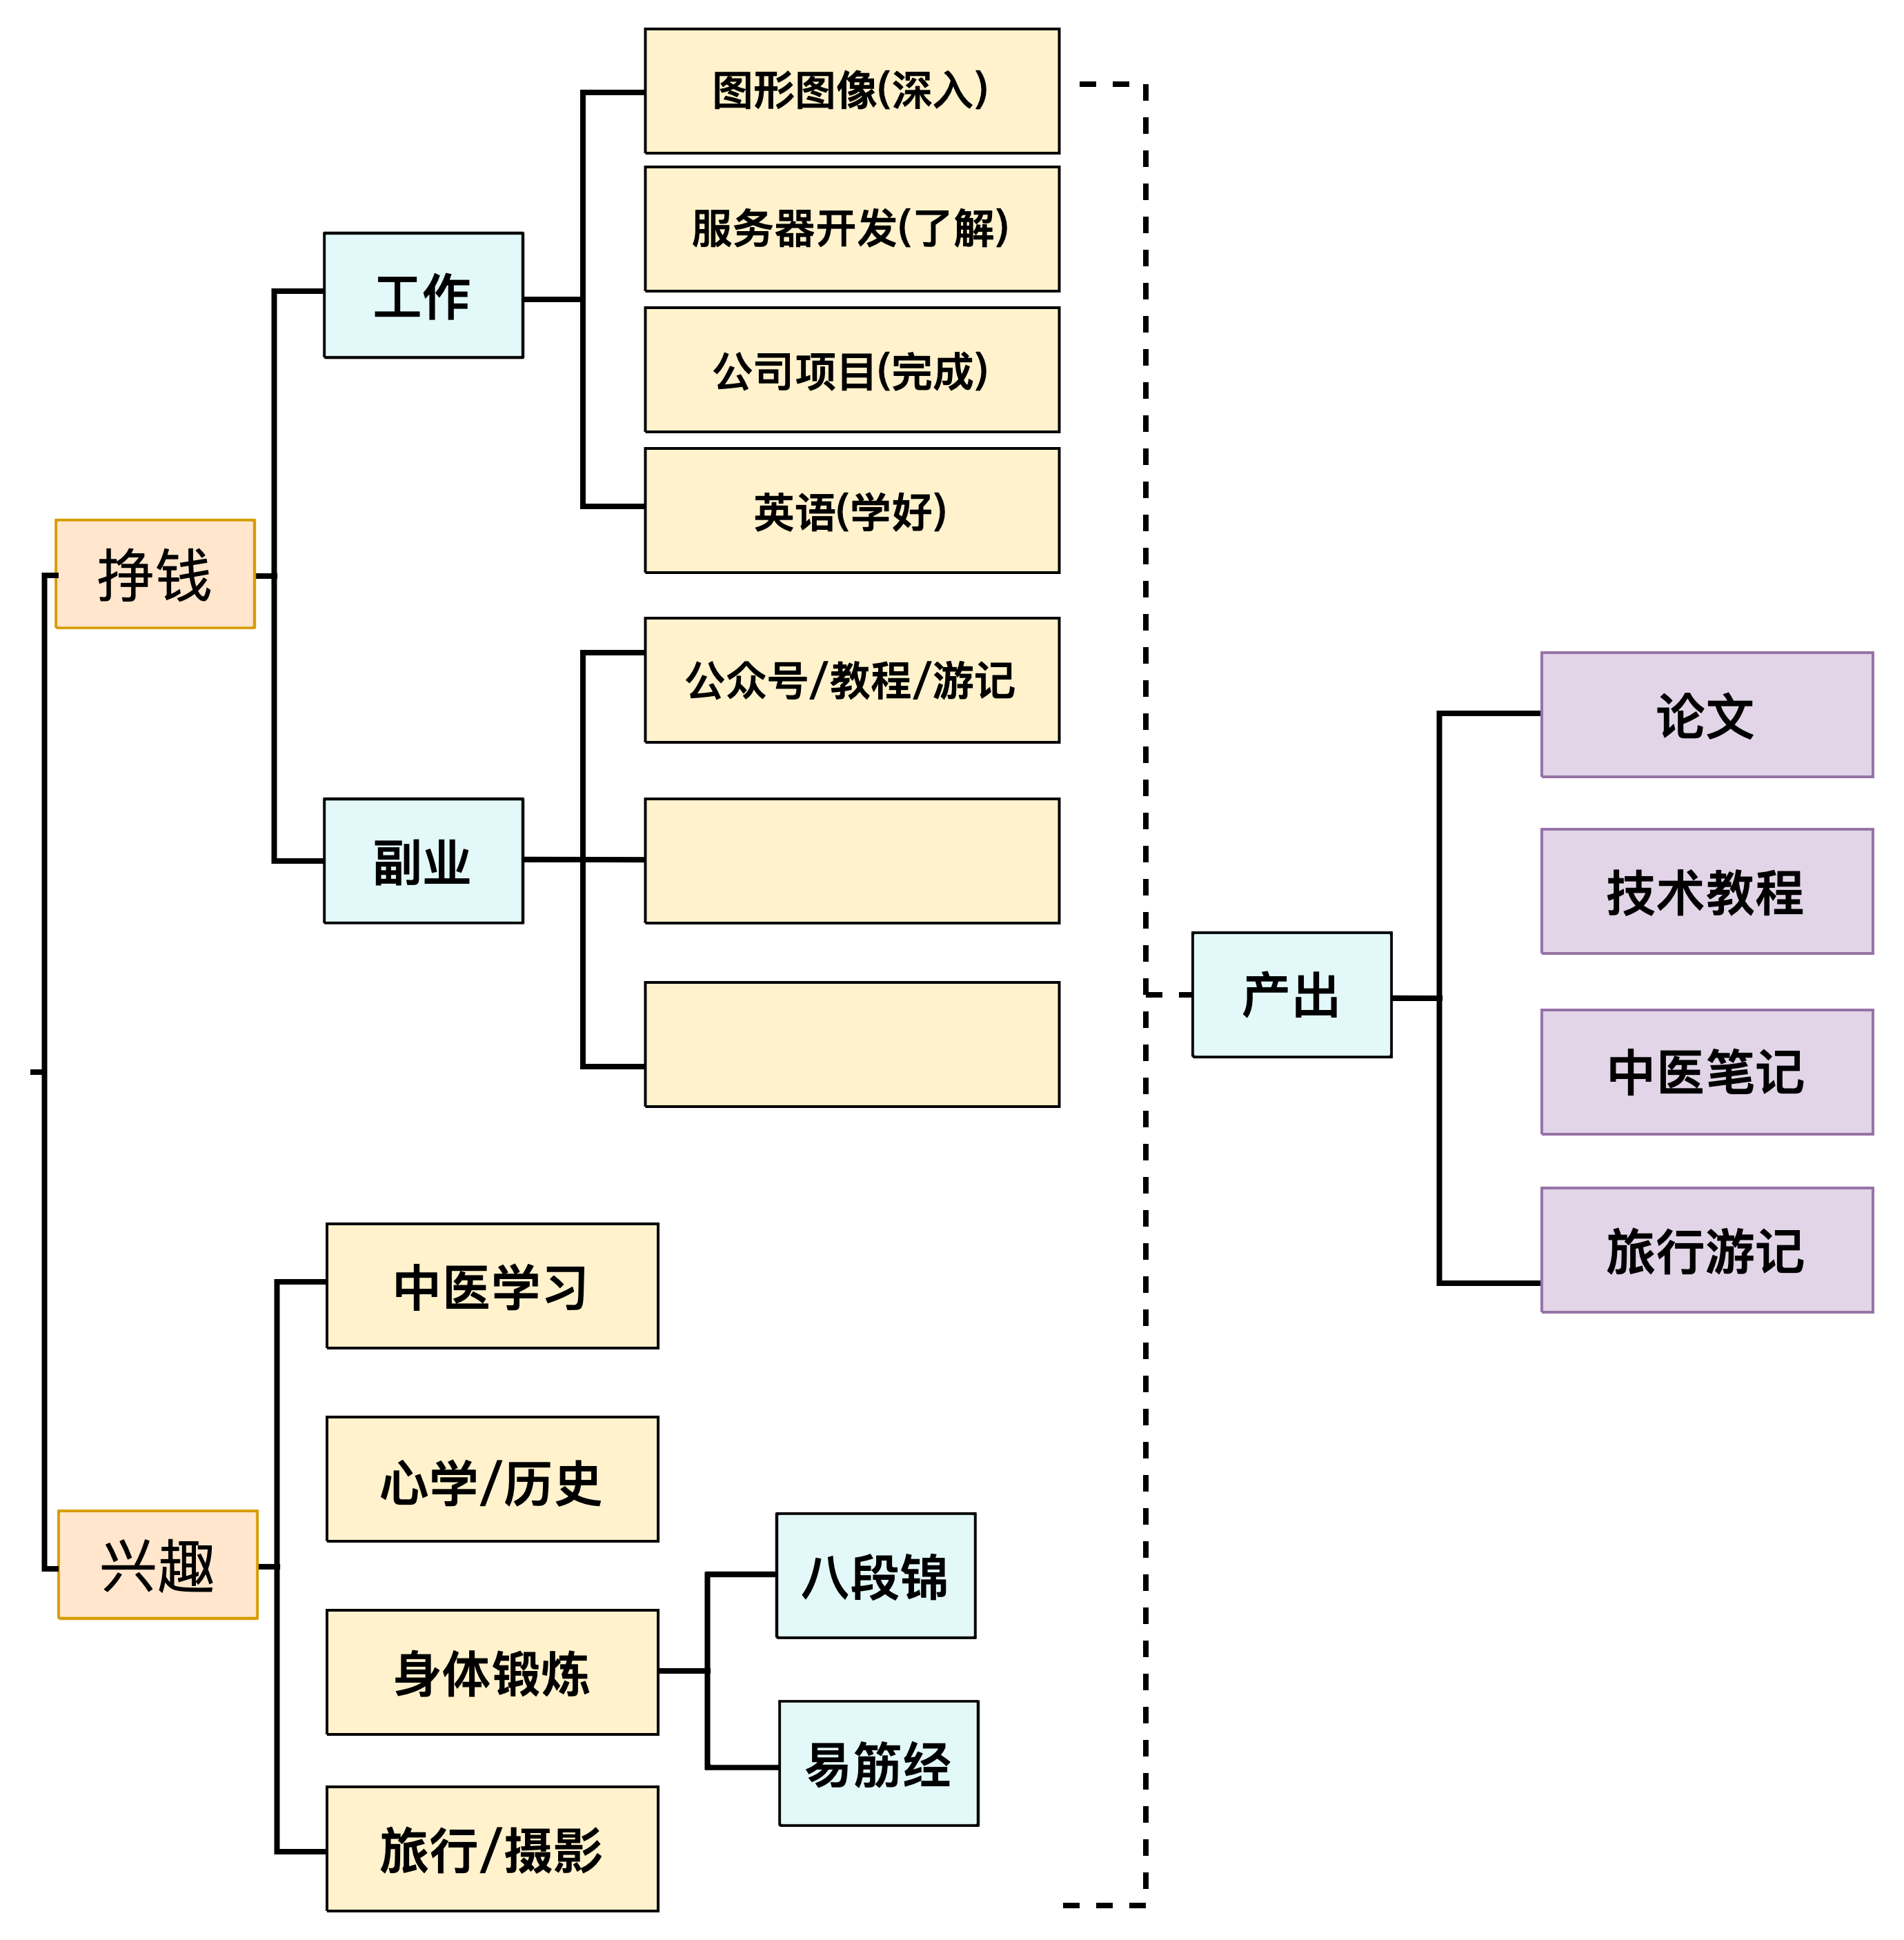 图形图像(深入)
服务器开发(了解)
工作
公司项目(完成)
英语(学好)
挣钱
公众号/教程/游记
副业
论文
技术教程
产出
中医笔记
旅行游记
中医学习
心学/历史
兴趣
八段锦
身体锻炼
易筋经
旅行/摄影